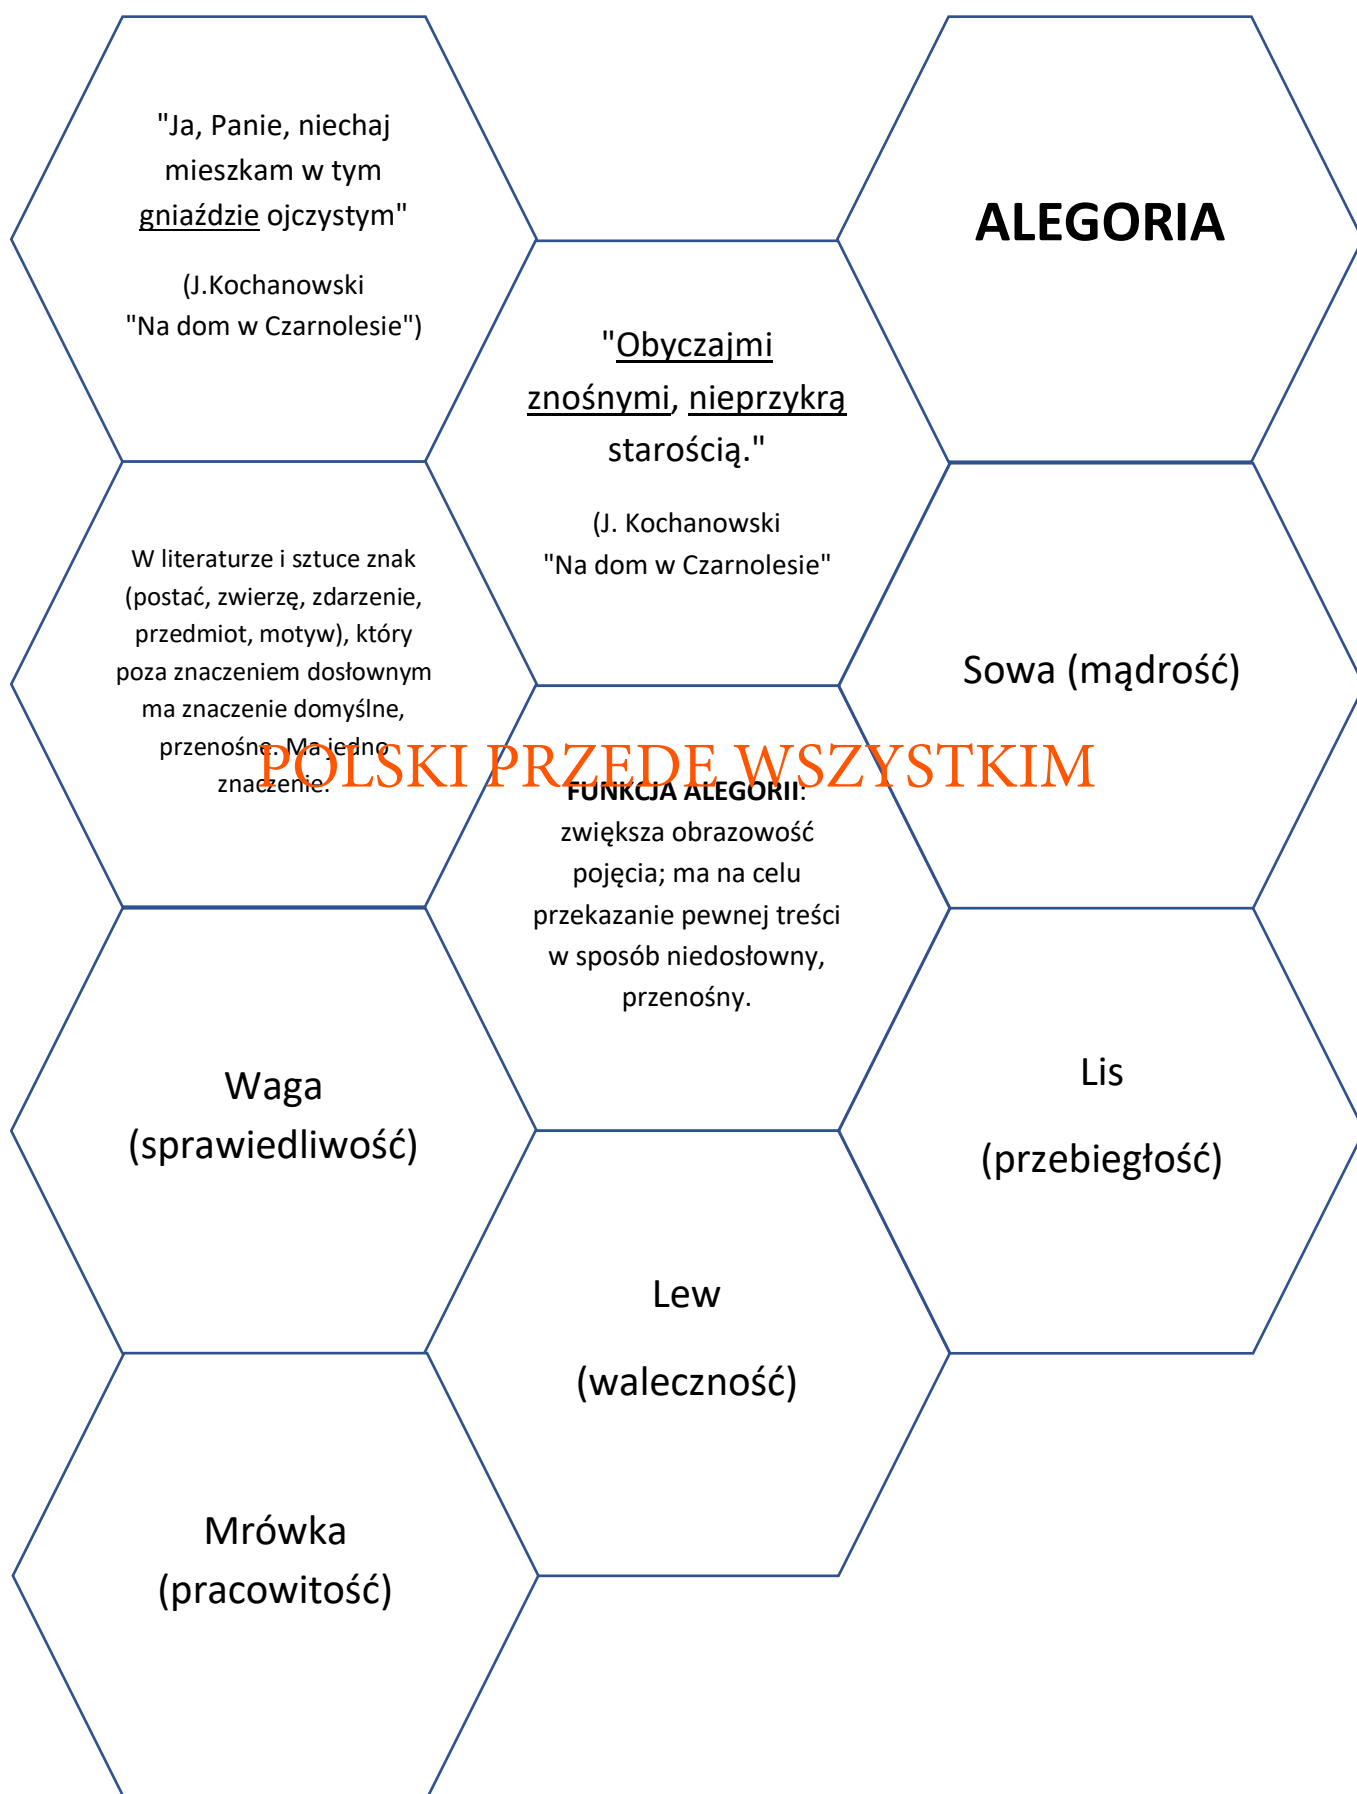 "Ja, Panie, niechaj
mieszkam w tym
gniaździe ojczystym"
(J.Kochanowski
"Na dom w Czarnolesie")
ALEGORIA
"Obyczajmi
znośnymi, nieprzykrą
starością."
(J. Kochanowski
"Na dom w Czarnolesie"
W literaturze i sztuce znak
(postać, zwierzę, zdarzenie,
przedmiot, motyw), który
poza znaczeniem dosłownym
ma znaczenie domyślne,
przenośne. Ma jedno
znaczenie.
Sowa (mądrość)
POLSKI PRZEDE WSZYSTKIM
FUNKCJA ALEGORII:
zwiększa obrazowość
pojęcia; ma na celu
przekazanie pewnej treści
w sposób niedosłowny,
przenośny.
Waga
(sprawiedliwość)
Lis
(przebiegłość)
Lew
(waleczność)
Mrówka
(pracowitość)